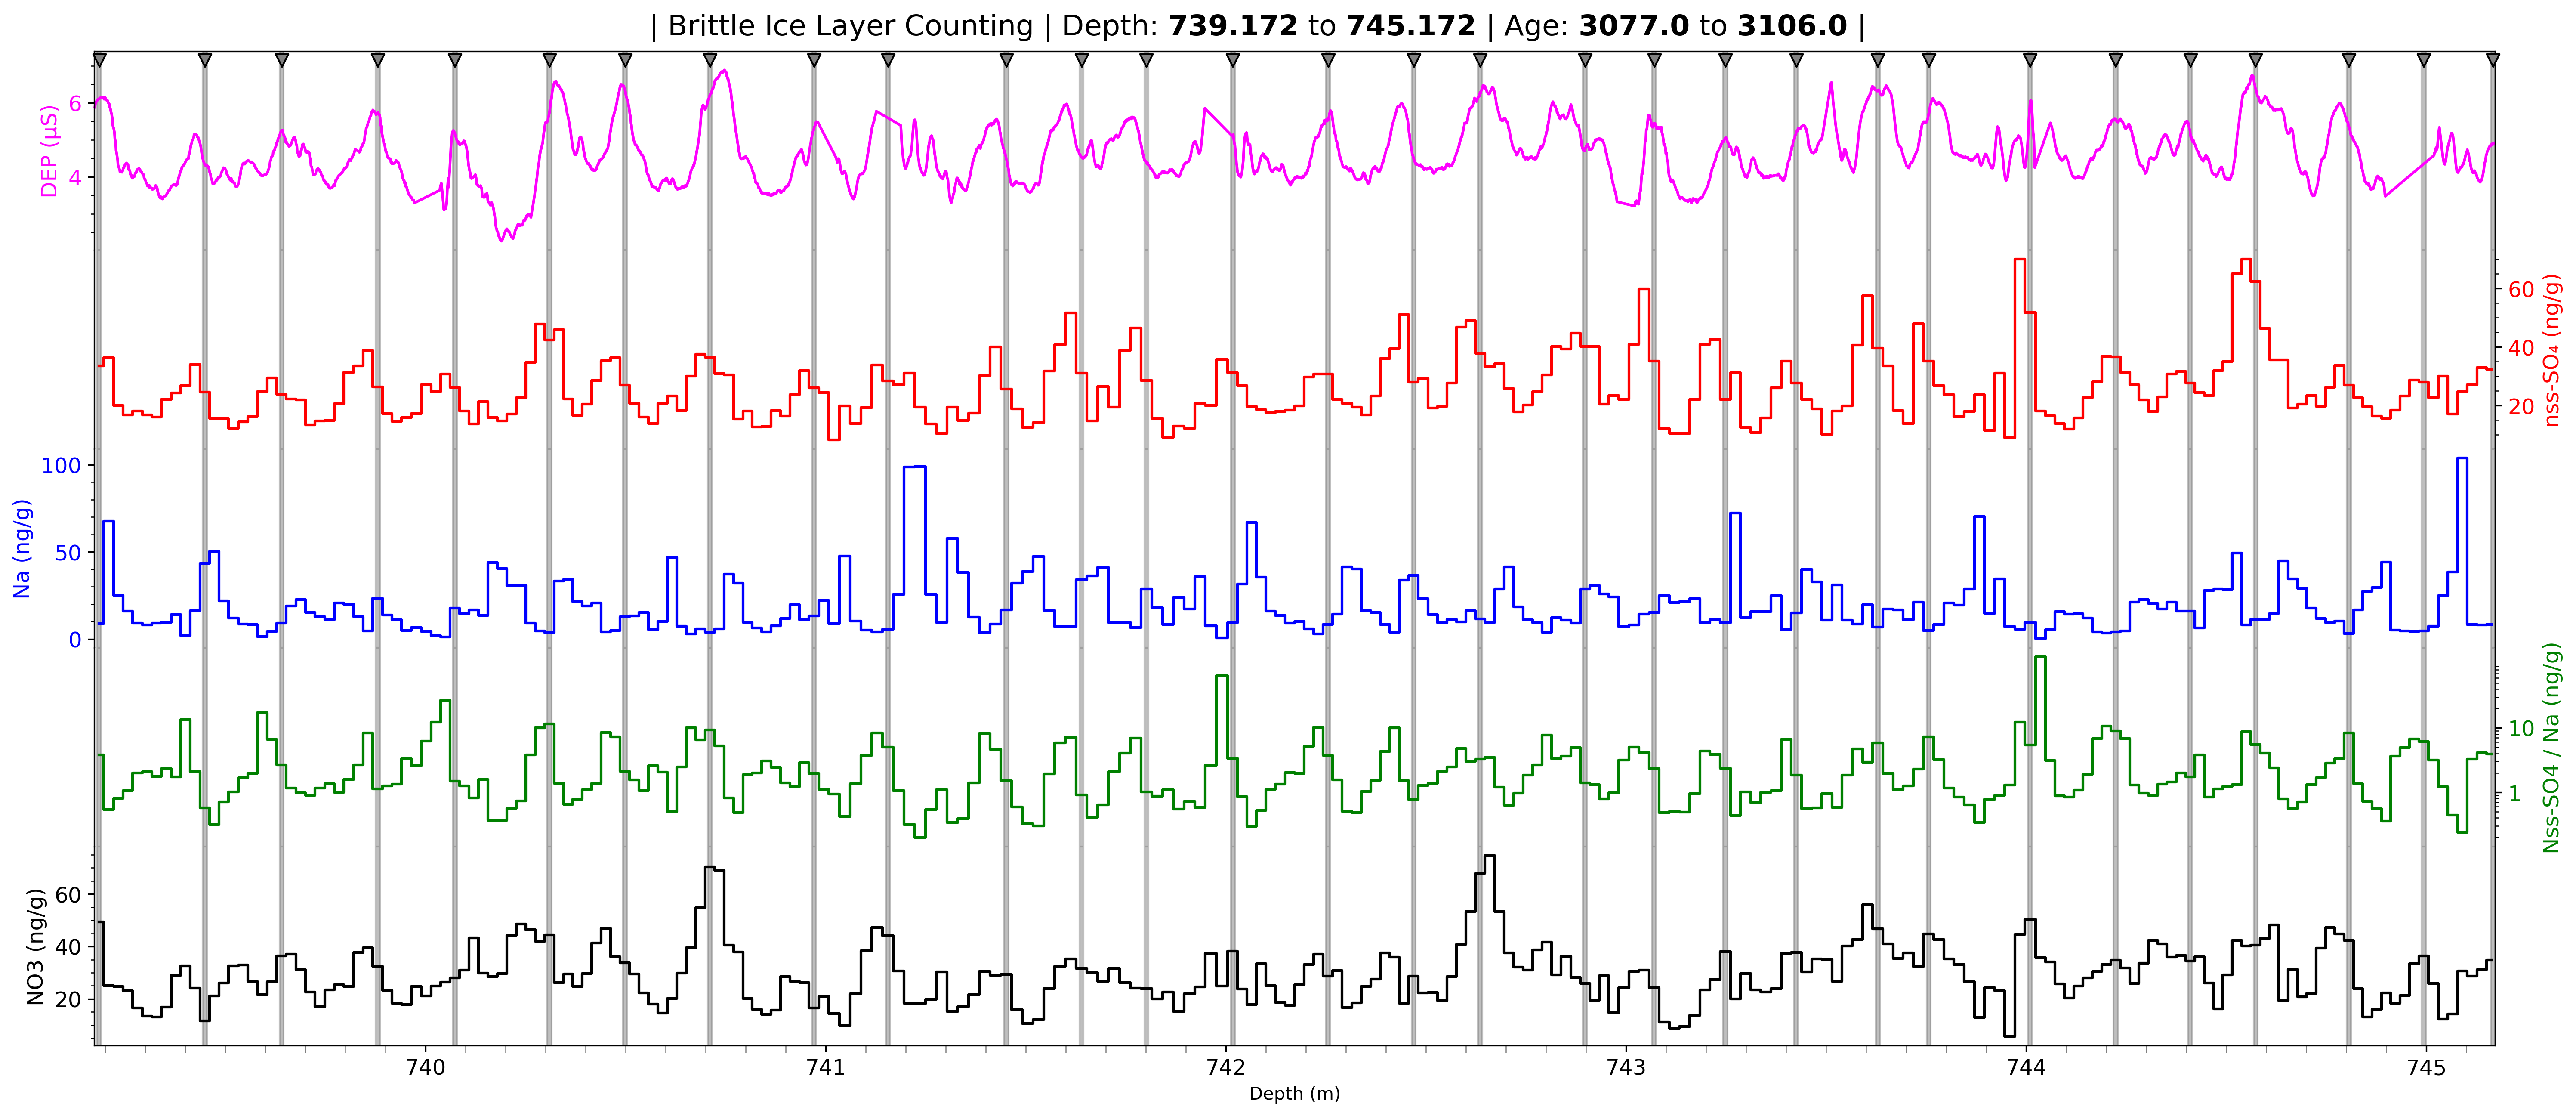 | Brittle Ice Layer Counting | Depth: 739.172 to 745.172 | Age: 3077.0 to 3106.0 |
DEP (µS)
6
4
nss-SO₄ (ng/g)
60
40
20
Na (ng/g)
100
50
0
Nss-SO4 / Na (ng/g)
10
1
NO3 (ng/g)
60
40
20
740 741 742 743 744 745
Depth (m)